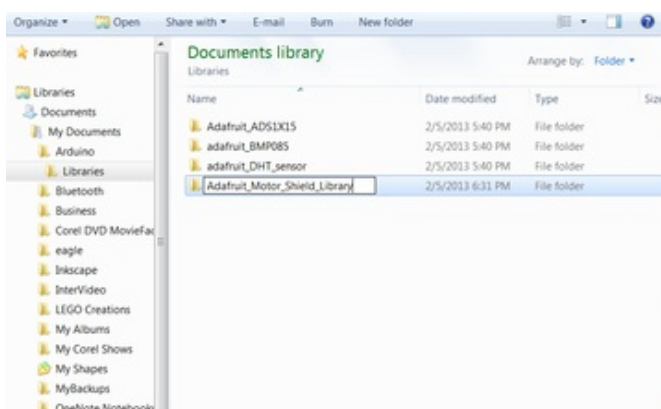 Organize Open Share with E-mail Burn New folder
Favorites
Libraries
Documents
My Documents
Arduino
Libraries
Bluetooth
Business
Corel DVD MovieFac
eagle
Inkscape
InterVideo
LEGO Creations
My Albums
My Corel Shows
My Shapes
MyBackups
OneNote Notebooks
Documents library
Libraries
Arrange by: Folder
Name Date modified Type Size
Adafruit_ADS1X15 2/5/2013 5:40 PM File folder
adafruit_BMP085 2/5/2013 5:40 PM File folder
adafruit_DHT_sensor 2/5/2013 5:40 PM File folder
Adafruit_Motor_Shield_Library 2/5/2013 6:31 PM File folder